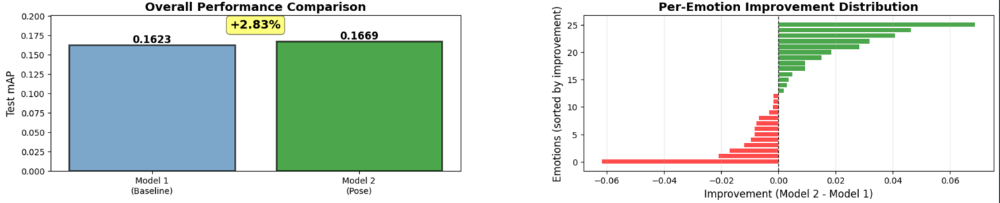 Overall Performance Comparison
+2.83%
0.1623
0.1669
Test mAP
0.200
0.175
0.150
0.125
0.100
0.075
0.050
0.025
0.000
Model 1
(Baseline)
Model 2
(Pose)
Per-Emotion Improvement Distribution
Emotions (sorted by improvement)
25
20
15
10
5
0
−0.06
−0.04
−0.02
0.00
0.02
0.04
0.06
Improvement (Model 2 - Model 1)